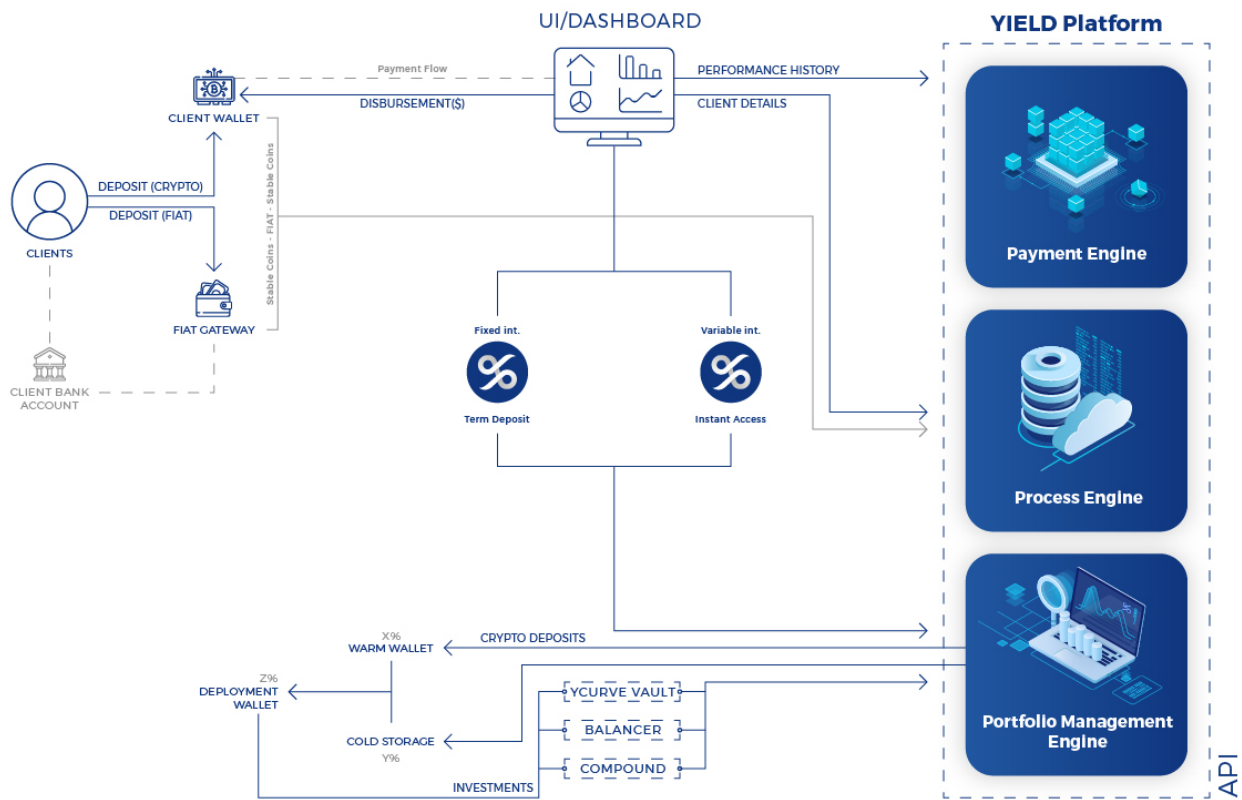 UI/DASHBOARD
YIELD Platform
Payment Flow
DISBURSEMENT($)
PERFORMANCE HISTORY
CLIENT DETAILS
CLIENT WALLET
DEPOSIT (CRYPTO)
DEPOSIT (FIAT)
CLIENTS
Stable Coins - FIAT - Stable Coins
FIAT GATEWAY
CLIENT BANK
ACCOUNT
Payment Engine
Fixed int.
Term Deposit
Variable int.
Instant Access
Process Engine
X%
WARM WALLET
CRYPTO DEPOSITS
Z%
DEPLOYMENT
WALLET
COLD STORAGE
Y%
INVESTMENTS
YCURVE VAULT
BALANCER
COMPOUND
Portfolio Management
Engine
API